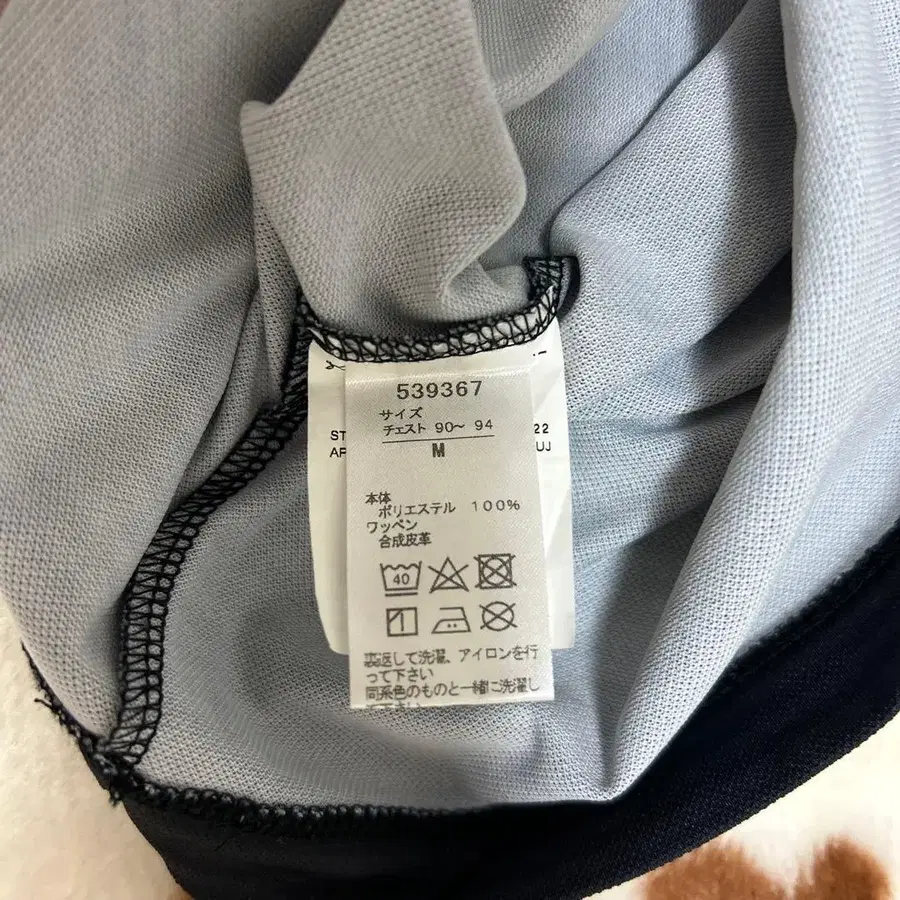 539367
サイズ
チェスト 90～ 94
M
ST
22
AF
UJ
本体
ポリエステル 100%
ワッペン
合成皮革
40
裏返して洗濯、アイロンを行
って下さい
同系色のものと一緒に洗濯し